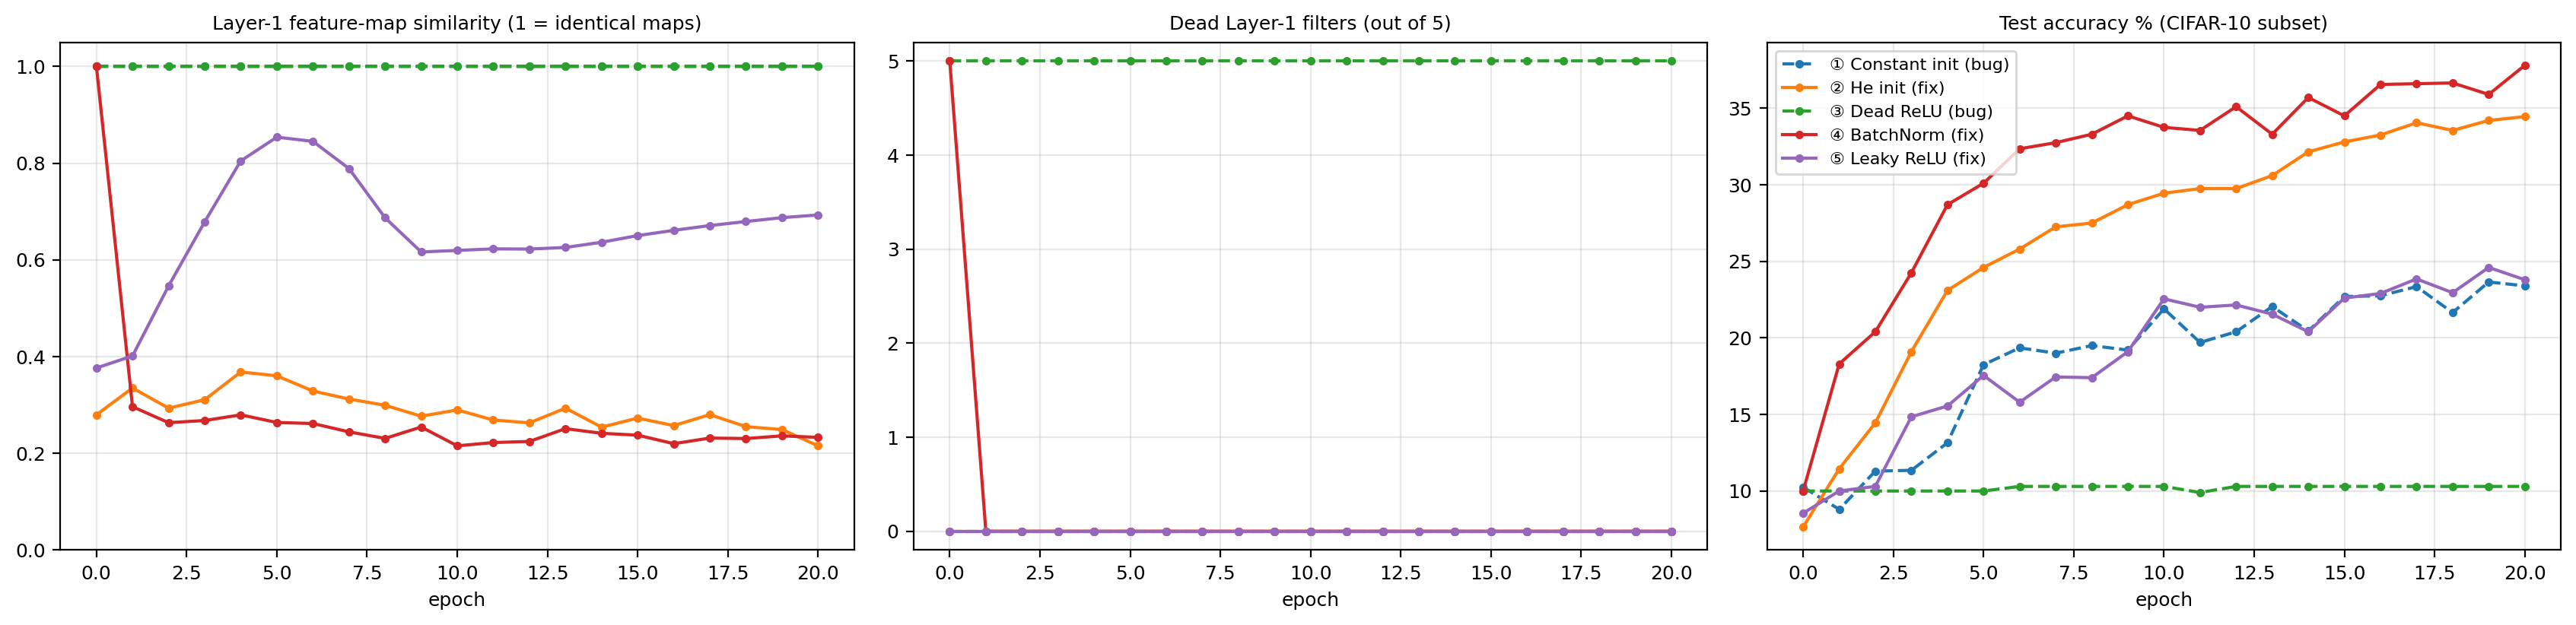 Layer-1 feature-map similarity (1 = identical maps)
1.0
0.8
0.6
0.4
0.2
0.0
0.0 2.5 5.0 7.5 10.0 12.5 15.0 17.5 20.0
epoch
Dead Layer-1 filters (out of 5)
5
4
3
2
1
0
0.0 2.5 5.0 7.5 10.0 12.5 15.0 17.5 20.0
epoch
Test accuracy % (CIFAR-10 subset)
① Constant init (bug)
② He init (fix)
③ Dead ReLU (bug)
④ BatchNorm (fix)
⑤ Leaky ReLU (fix)
35
30
25
20
15
10
0.0 2.5 5.0 7.5 10.0 12.5 15.0 17.5 20.0
epoch